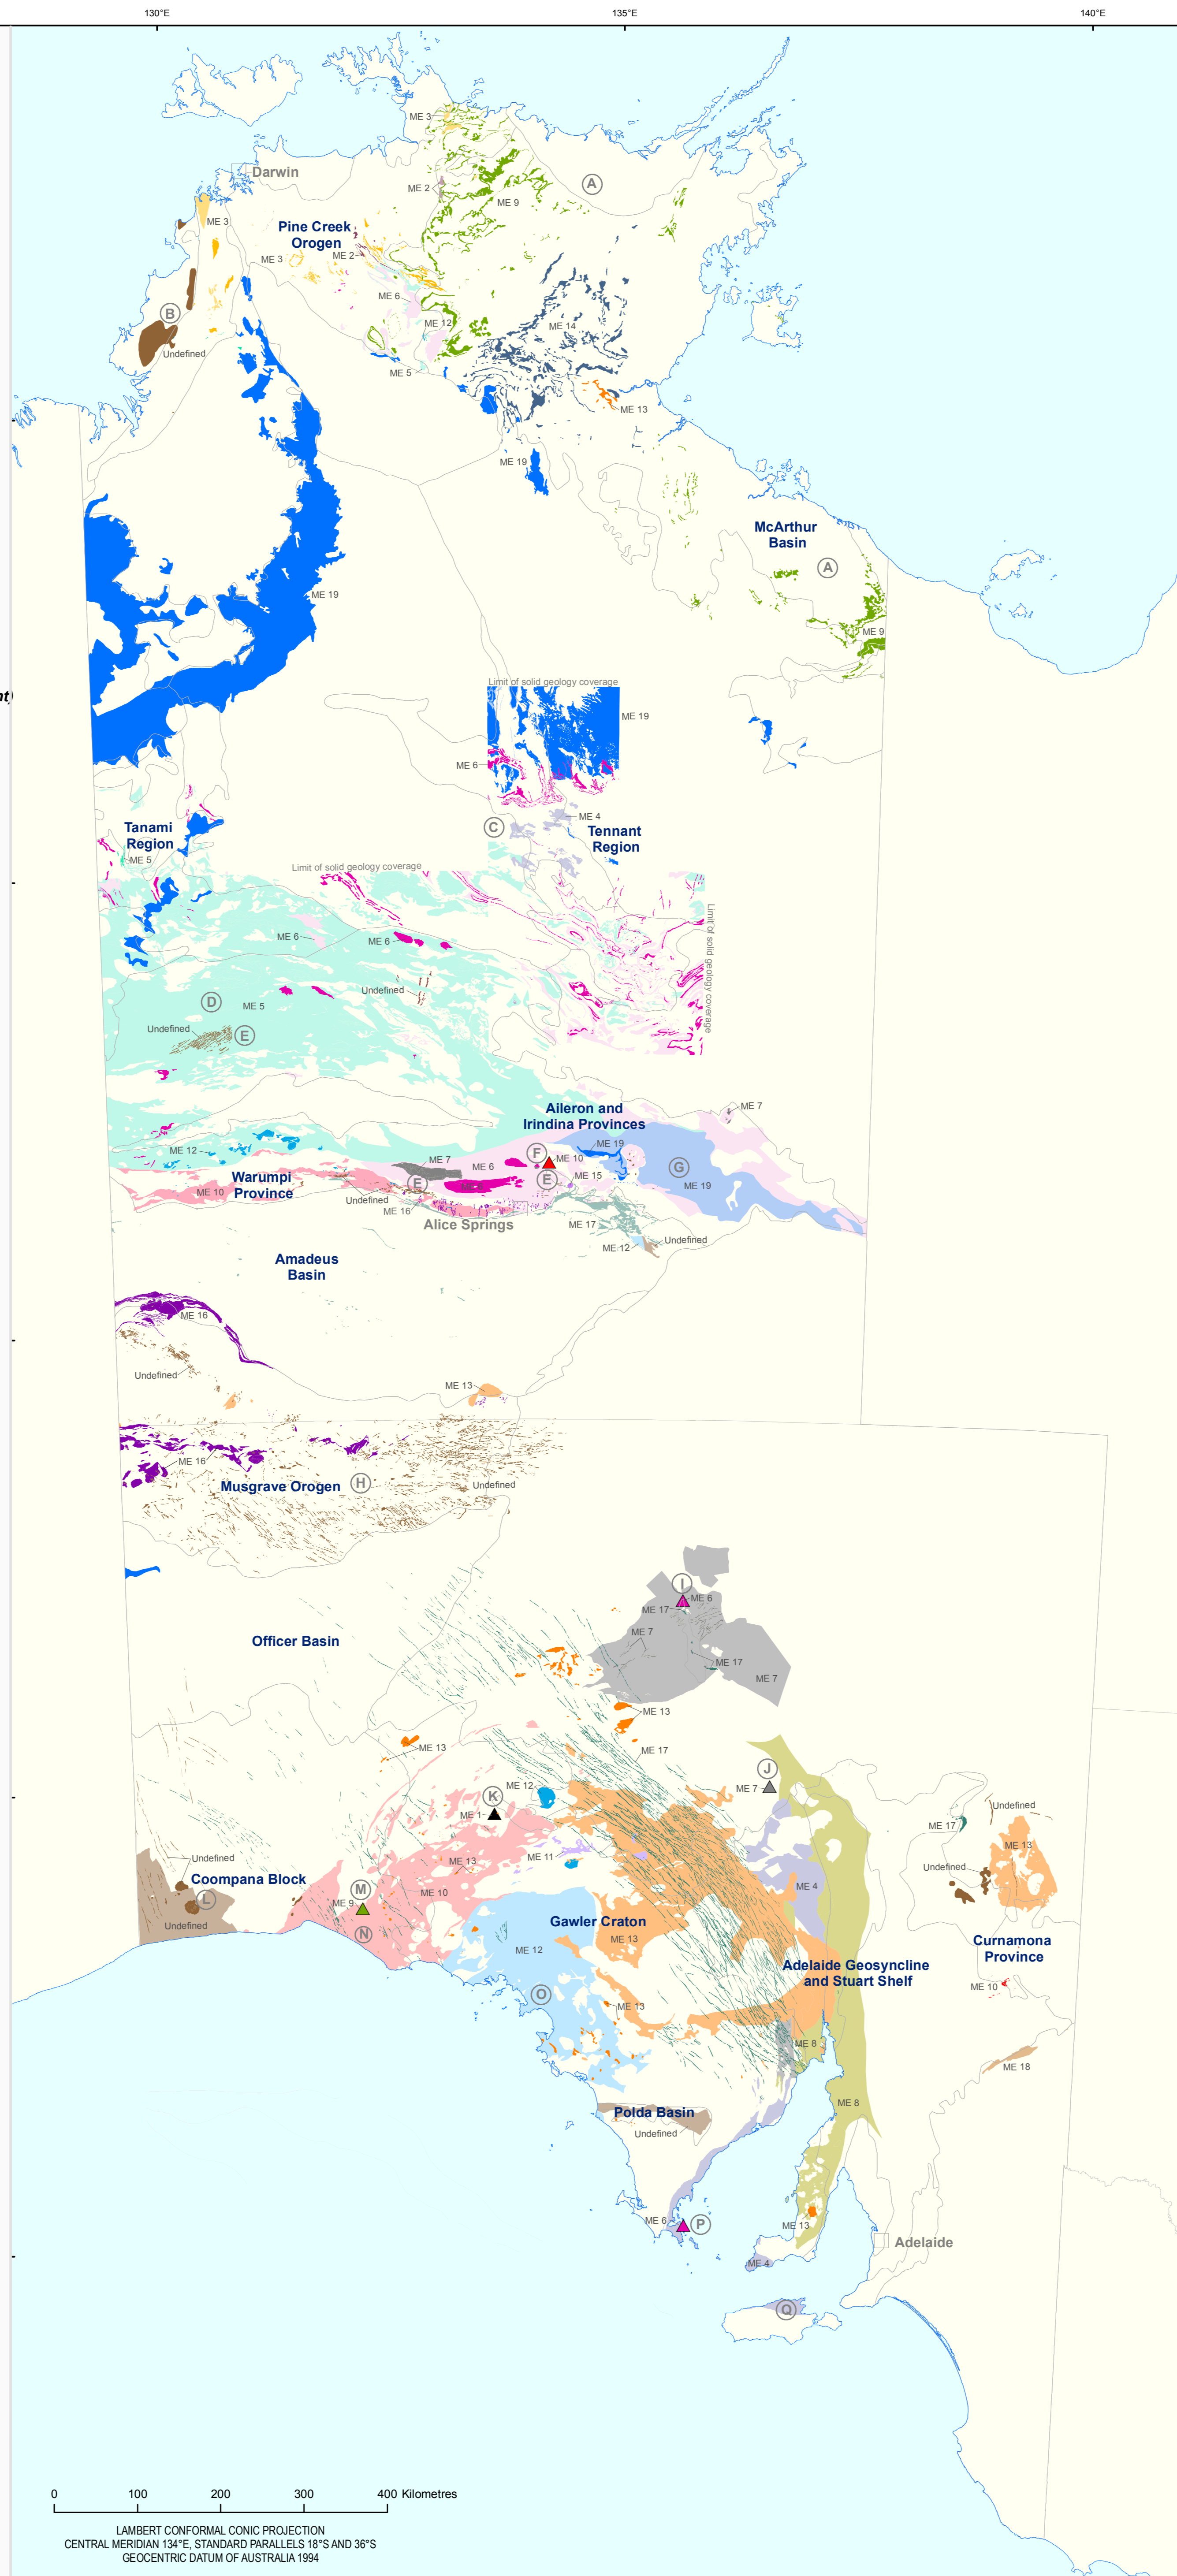 130°E
135°E
140°E
ME 3
Darwin
A
ME 2
ME 9
ME 3
Pine Creek
Orogen
ME 2
ME 3
ME 6
B
ME 12
ME 14
Undefined
ME 5
ME 13
ME 19
McArthur
Basin
A
ME 19
ME 9
Limit of solid geology coverage
ME 19
ME 6
ME 4
C
Tanami
Region
Tennant
Region
ME 5
Limit of solid geology coverage
Limit of solid geology coverage
ME 6
ME 6
Undefined
D
ME 5
Undefined
E
Aileron and
Irindina Provinces
ME 7
ME 12
ME 19
F
ME 10
ME 7
ME 6
G
E
E
ME 15
Warumpi
Province
ME 19
ME 10
Undefined
ME 16
Alice Springs
ME 17
Undefined
ME 12
Amadeus
Basin
ME 16
Undefined
ME 13
ME 16
Musgrave Orogen
H
Undefined
I
ME 6
ME 17
ME 7
Officer Basin
ME 17
ME 7
ME 13
ME 13
ME 17
J
ME 7
K
ME 12
ME 1
Undefined
ME 17
ME 13
ME 11
ME 13
Undefined
Undefined
Coompana Block
M
ME 10
ME 4
L
ME 9
Undefined
N
Gawler Craton
ME 13
ME 12
Curnamona
Province
Adelaide Geosyncline
and Stuart Shelf
ME 10
O
ME 13
ME 8
ME 18
ME 8
Polda Basin
Undefined
ME 6
P
ME 13
Adelaide
ME 4
Q
0 100 200 300 400 Kilometres
LAMBERT CONFORMAL CONIC PROJECTION
CENTRAL MERIDIAN 134°E, STANDARD PARALLELS 18°S AND 36°S
GEOCENTRIC DATUM OF AUSTRALIA 1994